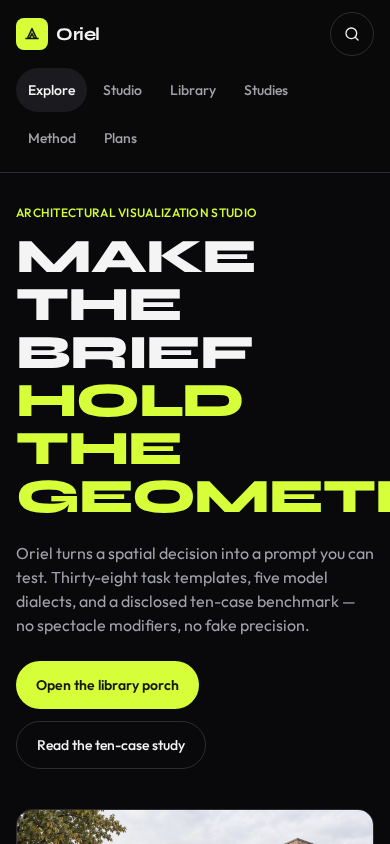 Oriel
Explore Studio Library Studies
Method Plans
ARCHITECTURAL VISUALIZATION STUDIO
MAKE
THE
BRIEF
HOLD
THE
GEOMET
Oriel turns a spatial decision into a prompt you can
test. Thirty-eight task templates, five model
dialects, and a disclosed ten-case benchmark —
no spectacle modifiers, no fake precision.
Open the library porch
Read the ten-case study